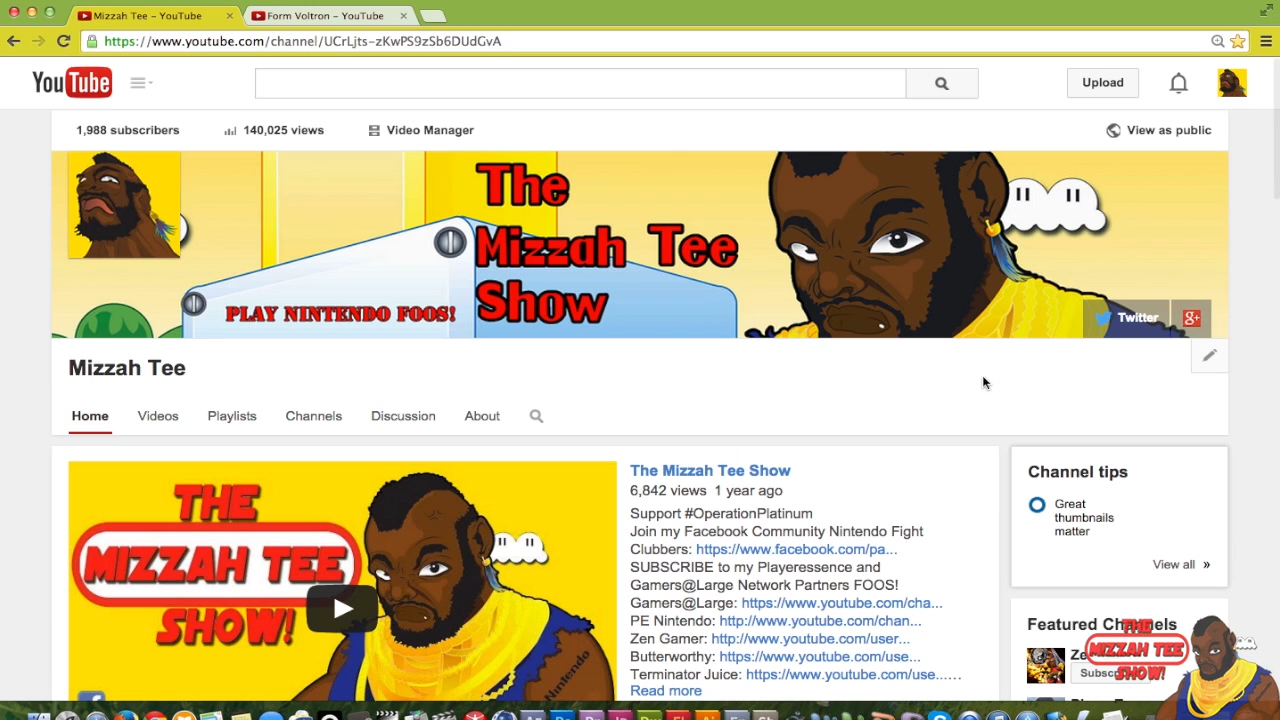 Mizzah Tee – YouTube
Form Voltron – YouTube
https://www.youtube.com/channel/UCrLjts-zKwPS9zSb6DUdGvA
YouTube
Upload
1,988 subscribers
140,025 views
Video Manager
View as public
The
Mizzah Tee
Show
PLAY NINTENDO FOOS!
Twitter
g+
Mizzah Tee
Home
Videos
Playlists
Channels
Discussion
About
THE
MIZZAH TEE
SHOW!
Nintendo
The Mizzah Tee Show
6,842 views 1 year ago
Support #OperationPlatinum
Join my Facebook Community Nintendo Fight
Clubbers: https://www.facebook.com/pa...
SUBSCRIBE to my Playeressence and
Gamers@Large Network Partners FOOS!
Gamers@Large: https://www.youtube.com/cha...
PE Nintendo: http://www.youtube.com/chan...
Zen Gamer: http://www.youtube.com/user...
Butterworthy: https://www.youtube.com/use...
Terminator Juice: https://www.youtube.com/use......
Read more
Channel tips
Great
thumbnails
matter
View all »
Featured Channels
THE
MIZZAH TEE
SHOW!